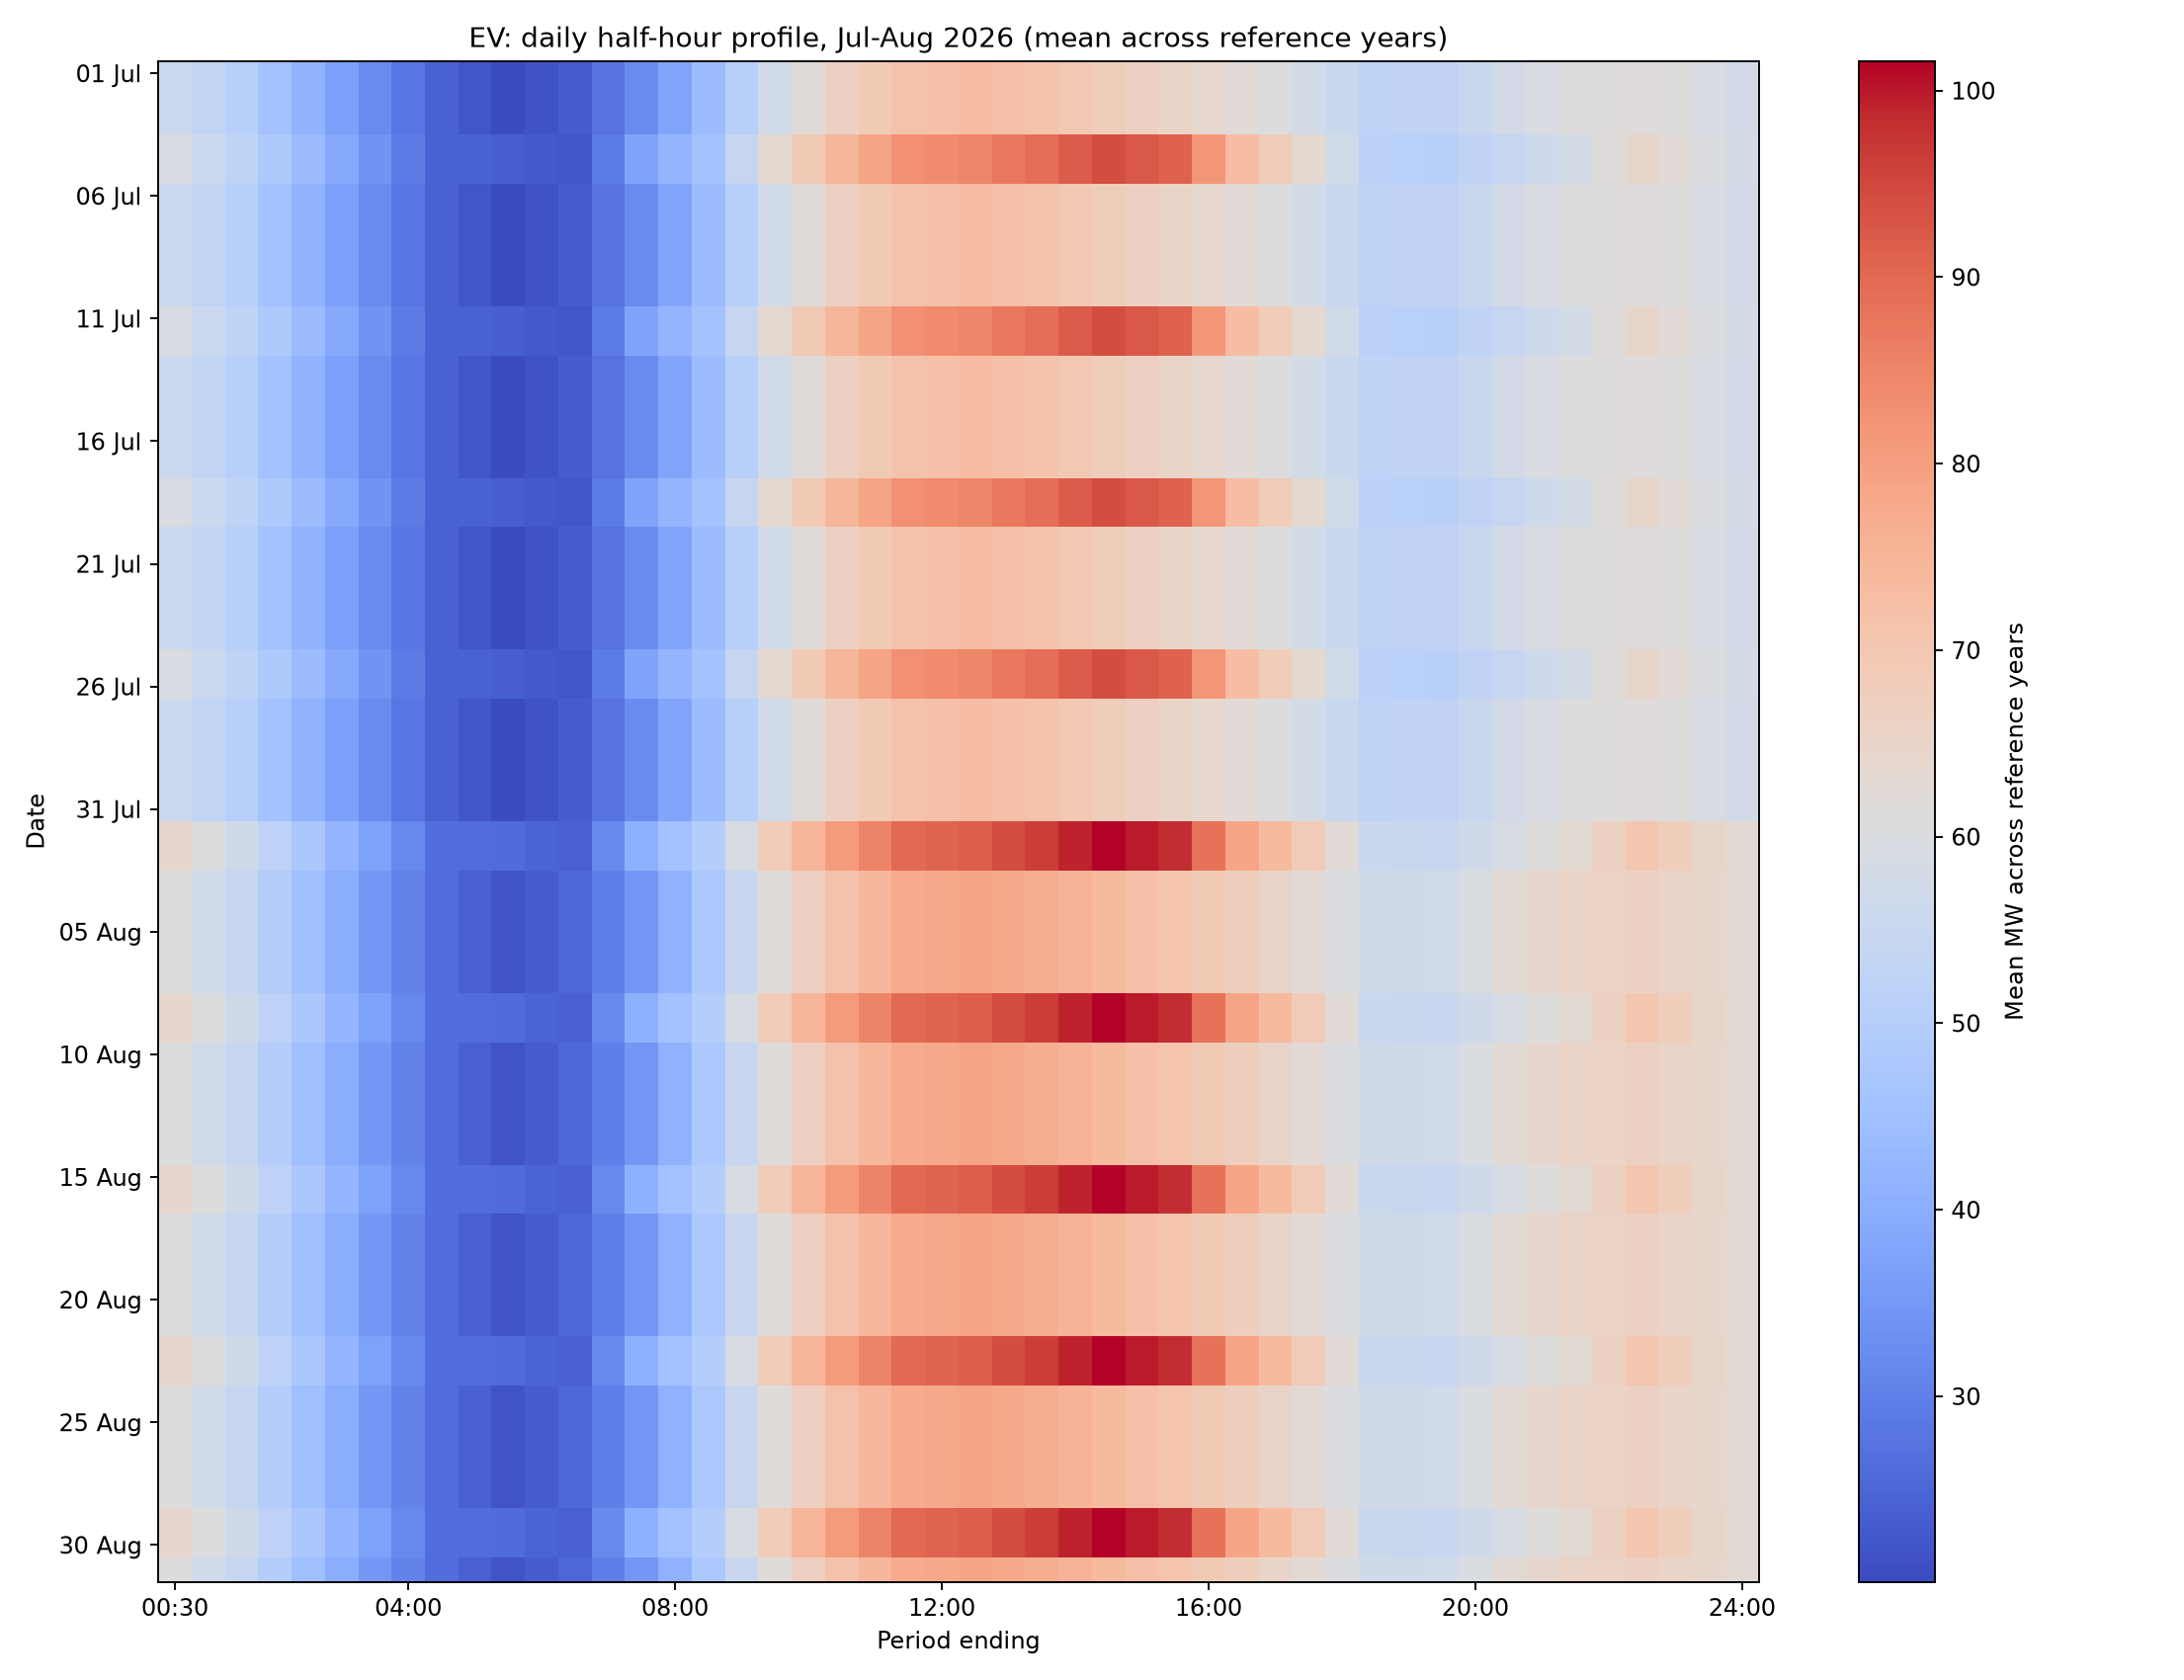 EV: daily half-hour profile, Jul-Aug 2026 (mean across reference years)
01 Jul
06 Jul
11 Jul
16 Jul
21 Jul
26 Jul
31 Jul
05 Aug
10 Aug
15 Aug
20 Aug
25 Aug
30 Aug
Date
00:30
04:00
08:00
12:00
16:00
20:00
24:00
Period ending
100
90
80
70
60
50
40
30
Mean MW across reference years